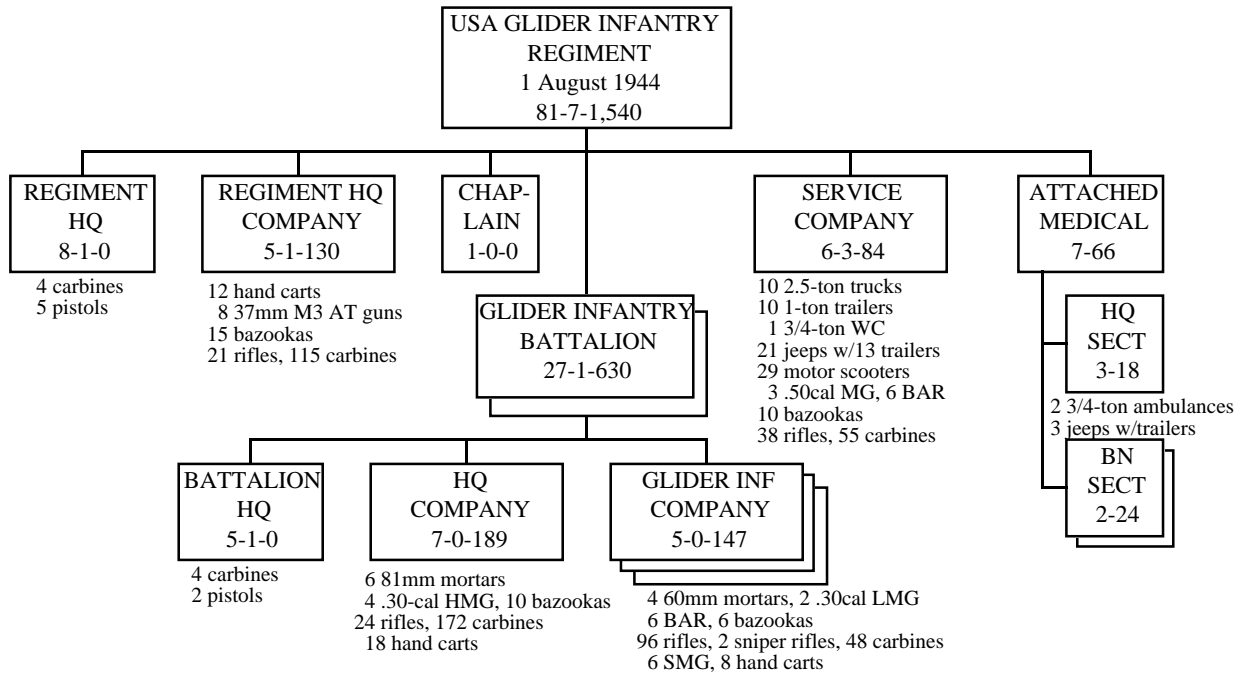 USA GLIDER INFANTRY
REGIMENT
1 August 1944
81-7-1,540
REGIMENT
HQ
8-1-0
4 carbines
5 pistols
REGIMENT HQ
COMPANY
5-1-130
12 hand carts
8 37mm M3 AT guns
15 bazookas
21 rifles, 115 carbines
CHAP-
LAIN
1-0-0
GLIDER INFANTRY
BATTALION
27-1-630
SERVICE
COMPANY
6-3-84
10 2.5-ton trucks
10 1-ton trailers
1 3/4-ton WC
21 jeeps w/13 trailers
29 motor scooters
3 .50cal MG, 6 BAR
10 bazookas
38 rifles, 55 carbines
ATTACHED
MEDICAL
7-66
HQ
SECT
3-18
2 3/4-ton ambulances
3 jeeps w/trailers
BN
SECT
2-24
BATTALION
HQ
5-1-0
4 carbines
2 pistols
HQ
COMPANY
7-0-189
6 81mm mortars
4 .30-cal HMG, 10 bazookas
24 rifles, 172 carbines
18 hand carts
GLIDER INF
COMPANY
5-0-147
4 60mm mortars, 2 .30cal LMG
6 BAR, 6 bazookas
96 rifles, 2 sniper rifles, 48 carbines
6 SMG, 8 hand carts